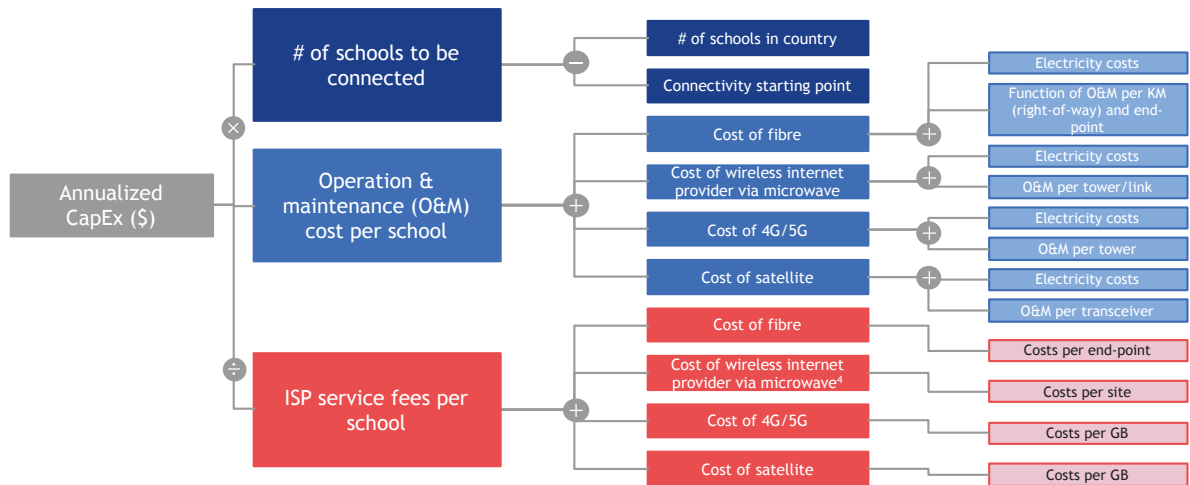 Annualized
CapEx ($)
×
÷
# of schools to be
connected
Operation &
maintenance (O&M)
cost per school
ISP service fees per
school
−
+
+
# of schools in country
Connectivity starting point
Cost of fibre
Cost of wireless internet
provider via microwave
Cost of 4G/5G
Cost of satellite
Cost of fibre
Cost of wireless internet
provider via microwave⁴
Cost of 4G/5G
Cost of satellite
+
+
+
+
Electricity costs
Function of O&M per KM
(right-of-way) and end-
point
Electricity costs
O&M per tower/link
Electricity costs
O&M per tower
Electricity costs
O&M per transceiver
Costs per end-point
Costs per site
Costs per GB
Costs per GB